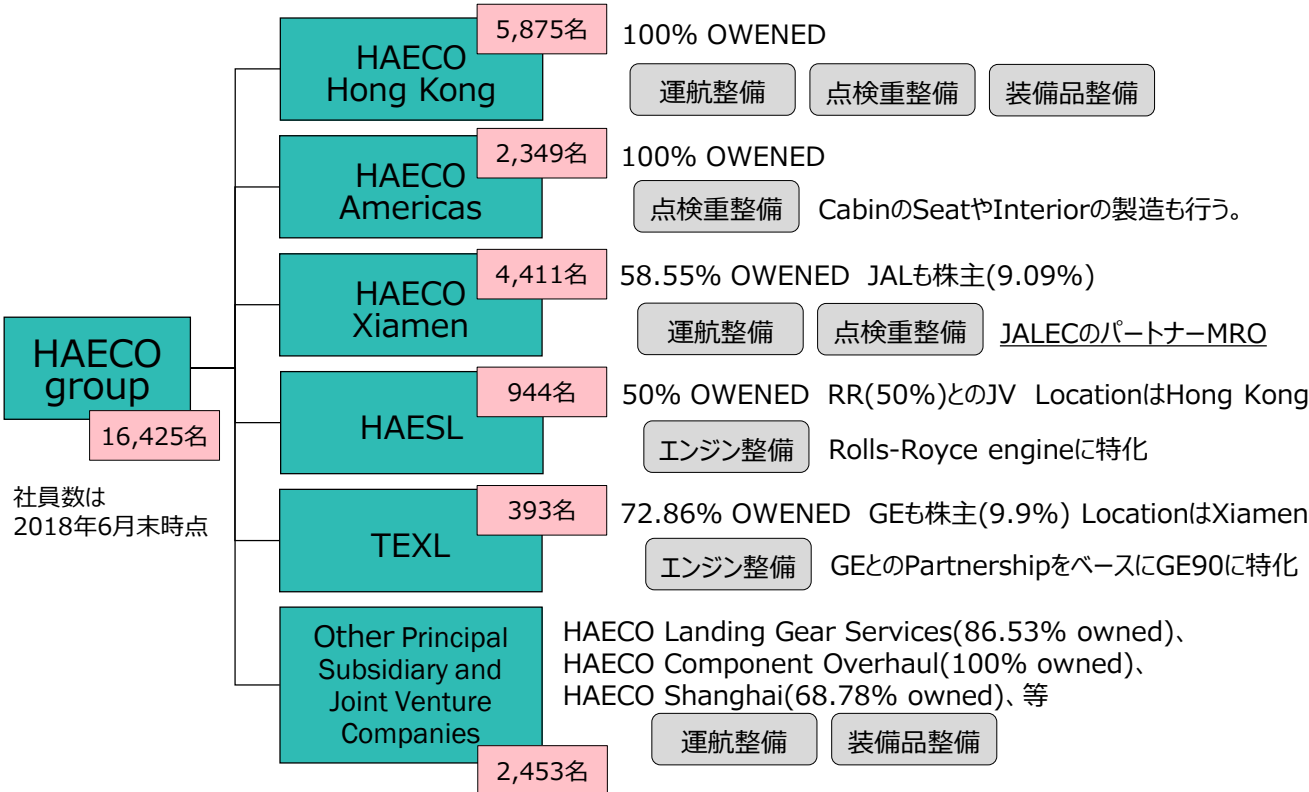 HAECO
group
16,425名
社員数は
2018年6月末時点
HAECO
Hong Kong
5,875名
100% OWENED
運航整備
点検重整備
装備品整備
HAECO
Americas
2,349名
100% OWENED
点検重整備
CabinのSeatやInteriorの製造も行う。
HAECO
Xiamen
4,411名
58.55% OWENED JALも株主(9.09%)
運航整備
点検重整備
JALECのパートナーMRO
HAESL
944名
50% OWENED RR(50%)とのJV LocationはHong Kong
エンジン整備
Rolls-Royce engineに特化
TEXL
393名
72.86% OWENED GEも株主(9.9%) LocationはXiamen
エンジン整備
GEとのPartnershipをベースにGE90に特化
Other Principal
Subsidiary and
Joint Venture
Companies
2,453名
HAECO Landing Gear Services(86.53% owned)、
HAECO Component Overhaul(100% owned)、
HAECO Shanghai(68.78% owned)、等
運航整備
装備品整備